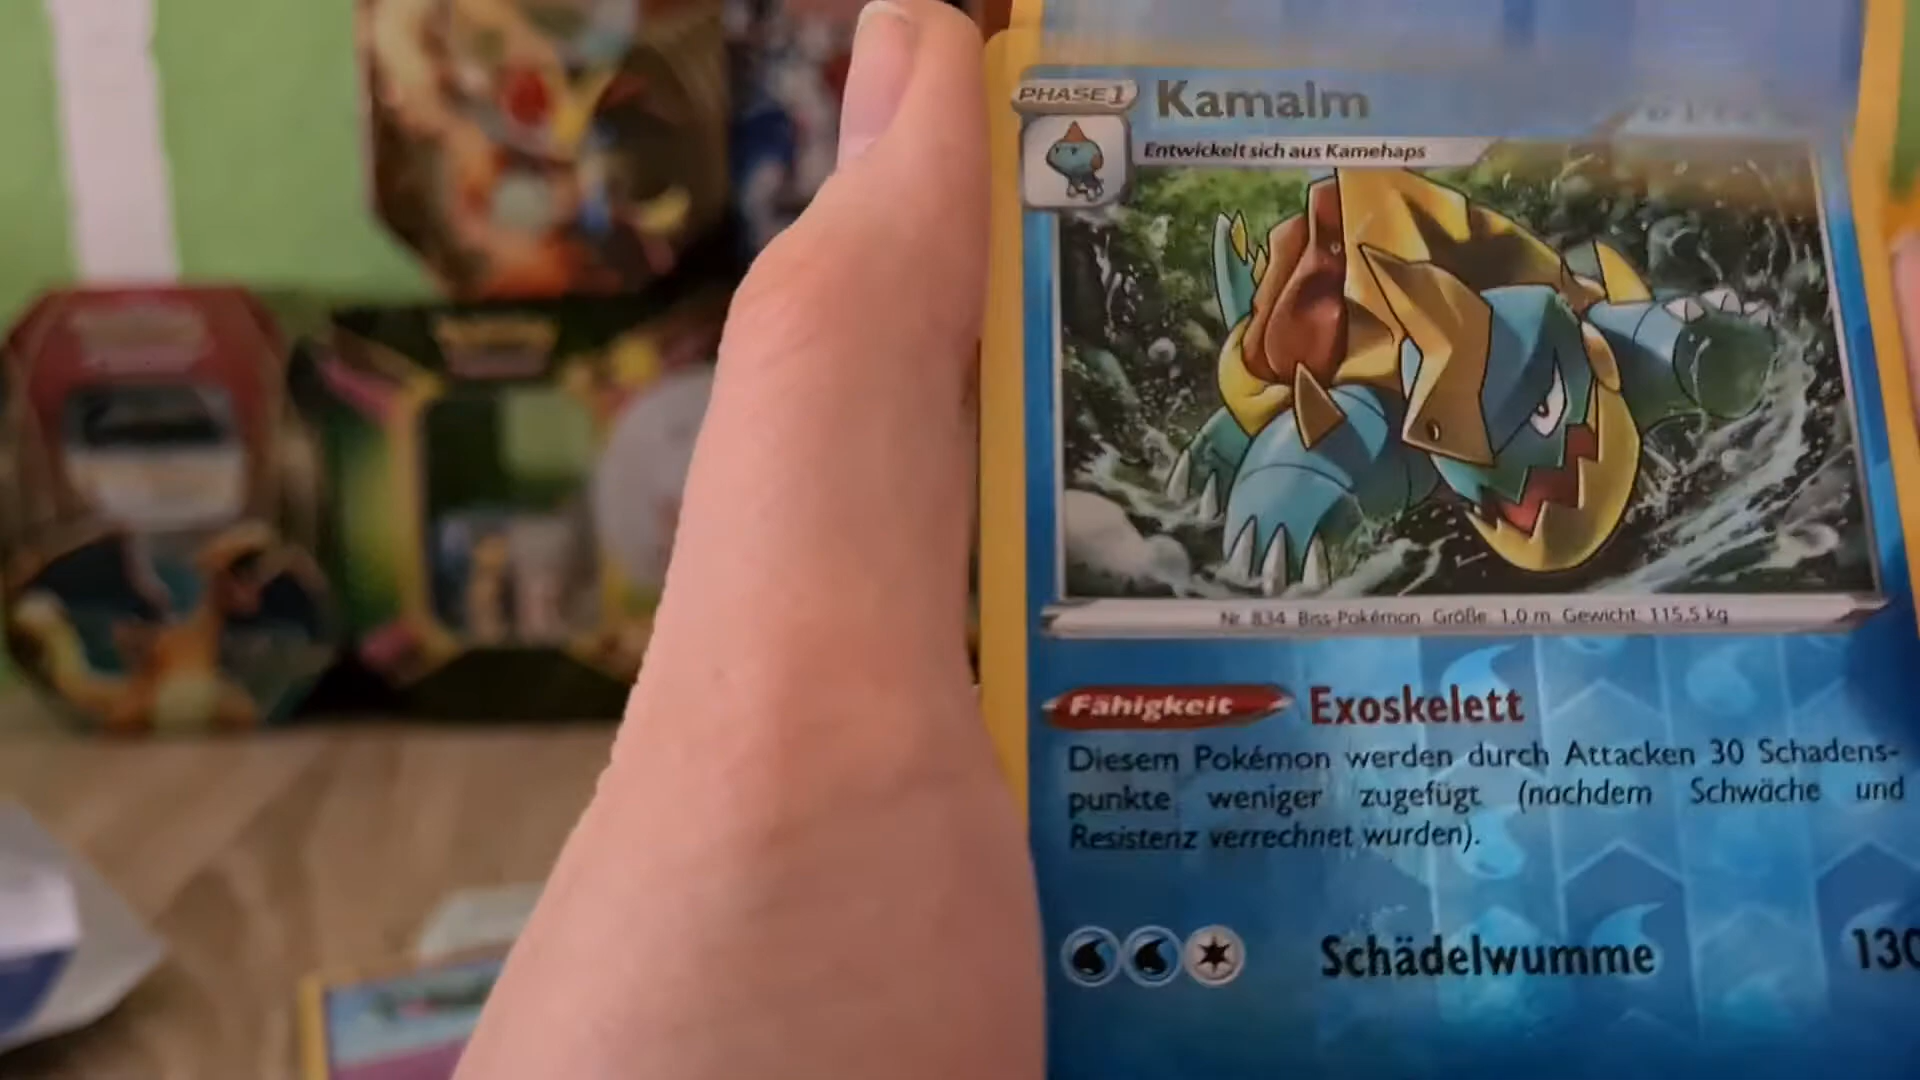 PHASE 1
Kamalm
Entwickelt sich aus Kamehaps
Nr. 834 Biss-Pokémon Größe: 1,0 m Gewicht: 115,5 kg
Fähigkeit Exoskelett
Diesem Pokémon werden durch Attacken 30 Schadens-
punkte weniger zugefügt (nachdem Schwäche und
Resistenz verrechnet wurden).
Schädelwumme 130